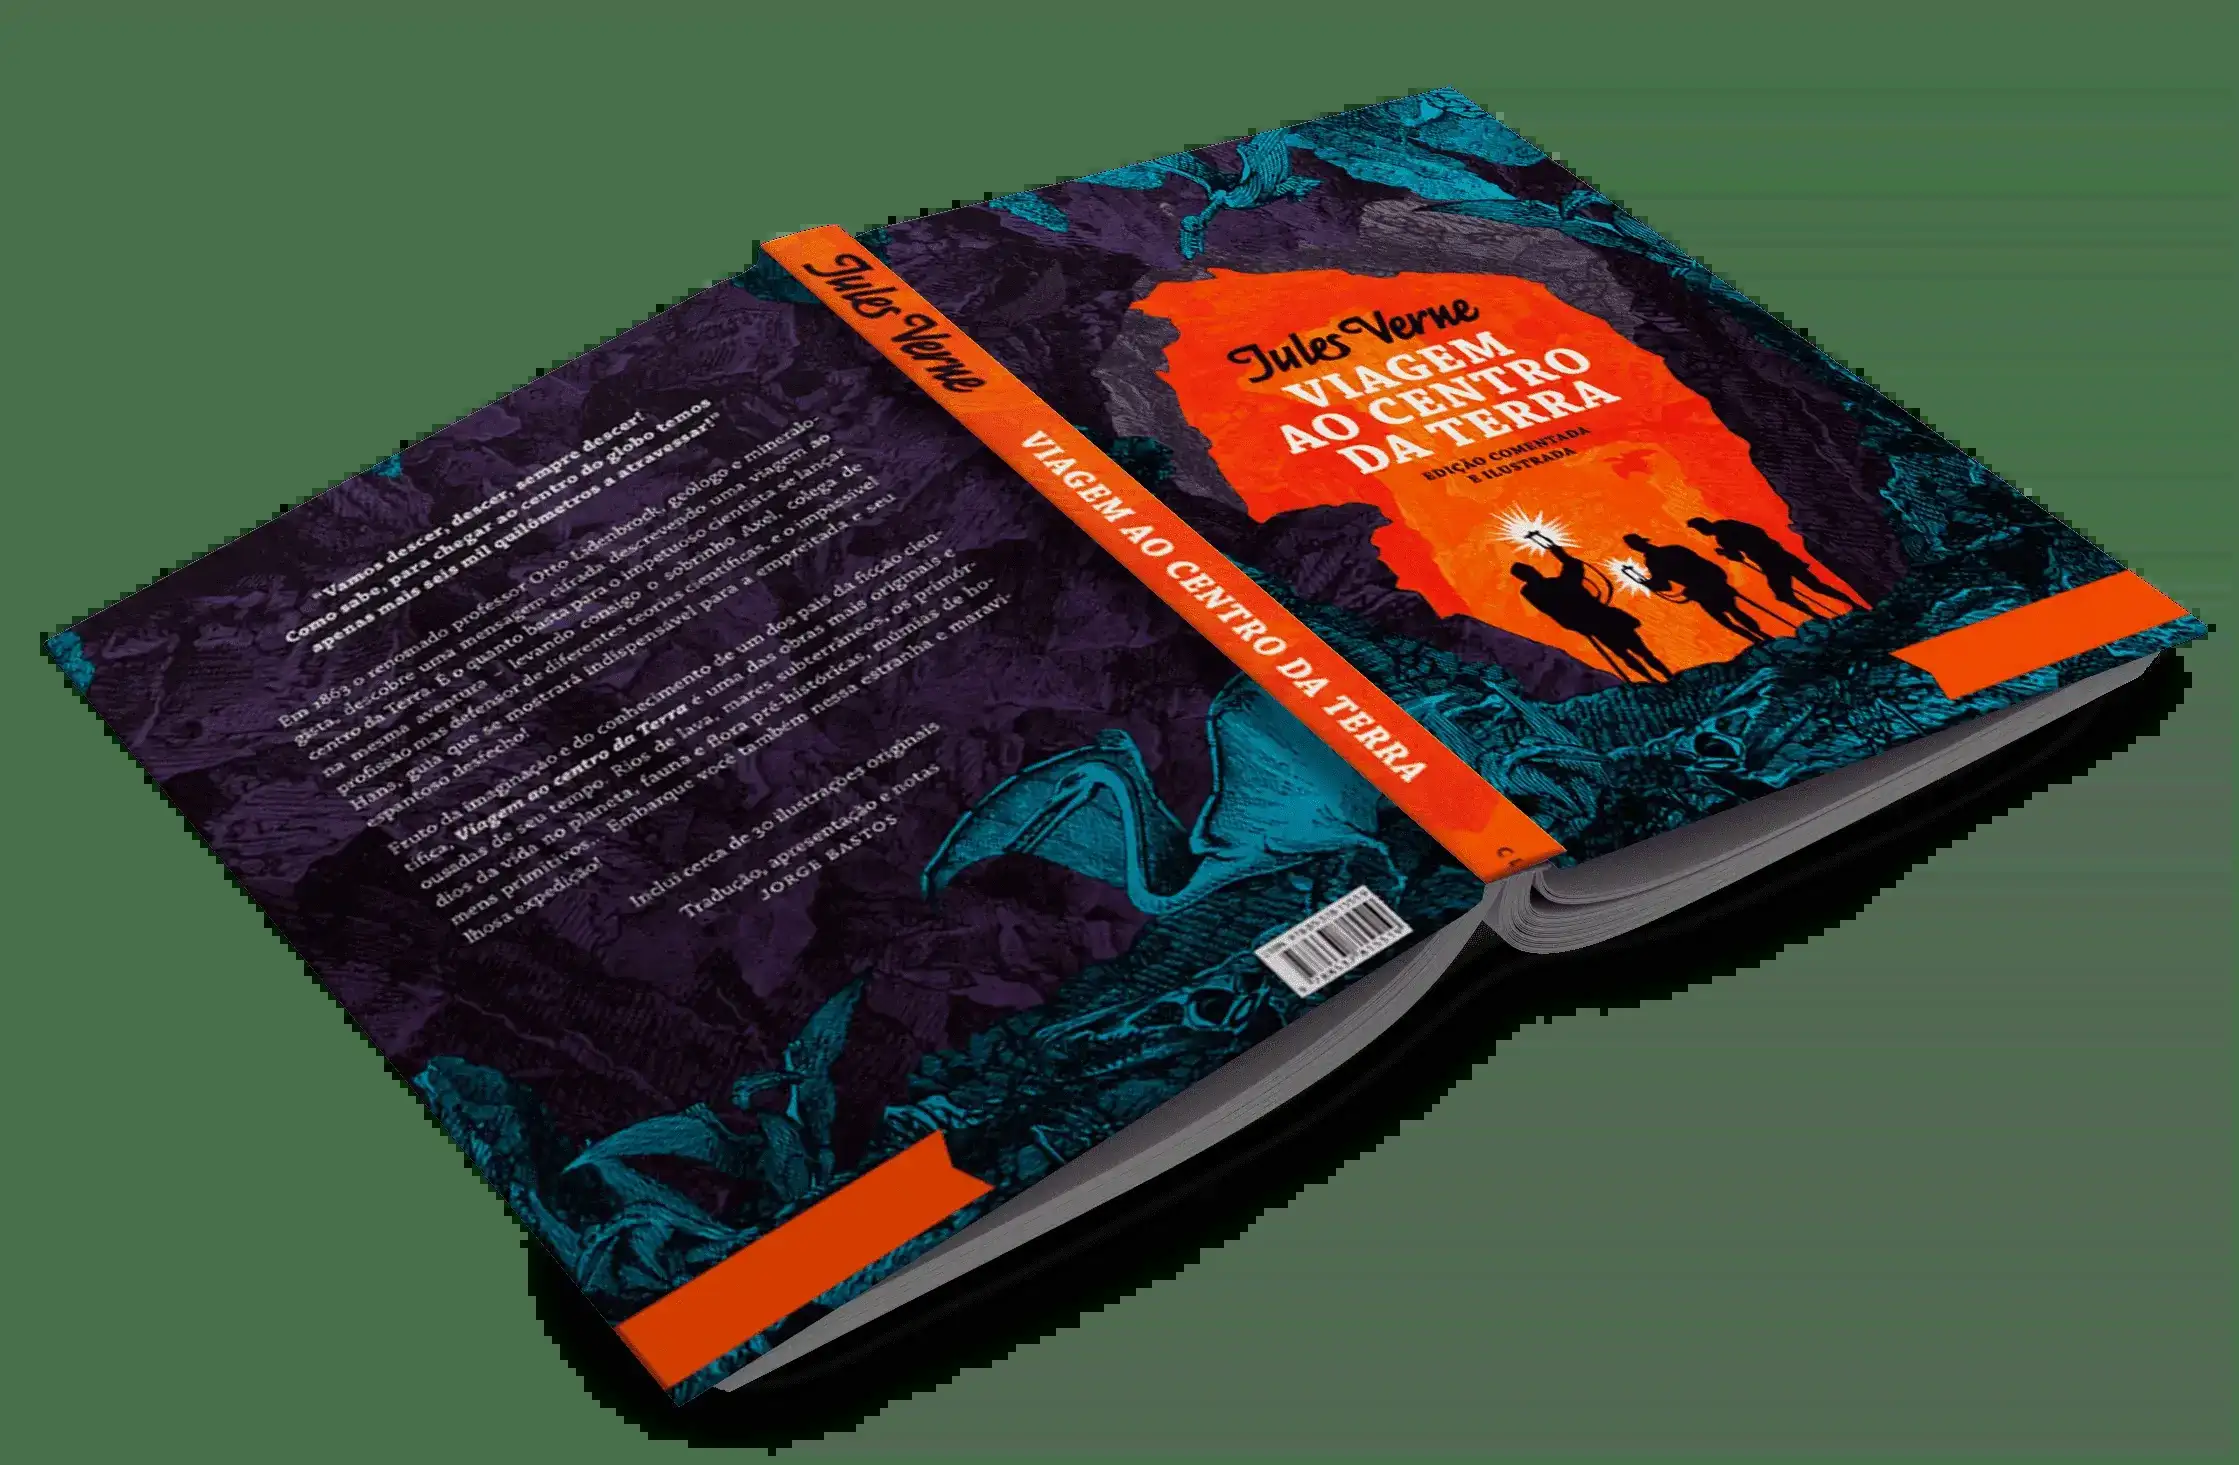 "Vamos descer, descer, sempre descer!
Como sabe, para chegar ao centro do globo temos
apenas mais seis mil quilômetros a atravessar!"
Em 1863 o renomado professor Otto Lidenbrock, geólogo e mineralo-
gista, descobre uma mensagem cifrada descrevendo uma viagem ao
centro da Terra. É o quanto basta para o impetuoso cientista se lançar
na mesma aventura - levando consigo o sobrinho Axel, colega de
profissão mas defensor de diferentes teorias científicas, e o impassível
Hans, guia que se mostrará indispensável para a empreitada e seu
espantoso desfecho!
Fruto da imaginação e do conhecimento de um dos pais da ficção cien-
tífica, Viagem ao centro da Terra é uma das obras mais originais e
ousadas de seu tempo. Rios de lava, mares subterrâneos, os primór-
dios da vida no planeta, fauna e flora pré-históricas, múmias de ho-
mens primitivos... Embarque você também nessa estranha e maravi-
lhosa expedição!
Inclui cerca de 30 ilustrações originais
Tradução, apresentação e notas
JORGE BASTOS
Jules Verne
VIAGEM AO CENTRO DA TERRA
Jules Verne
VIAGEM
AO CENTRO
DA TERRA
EDIÇÃO COMENTADA
E ILUSTRADA